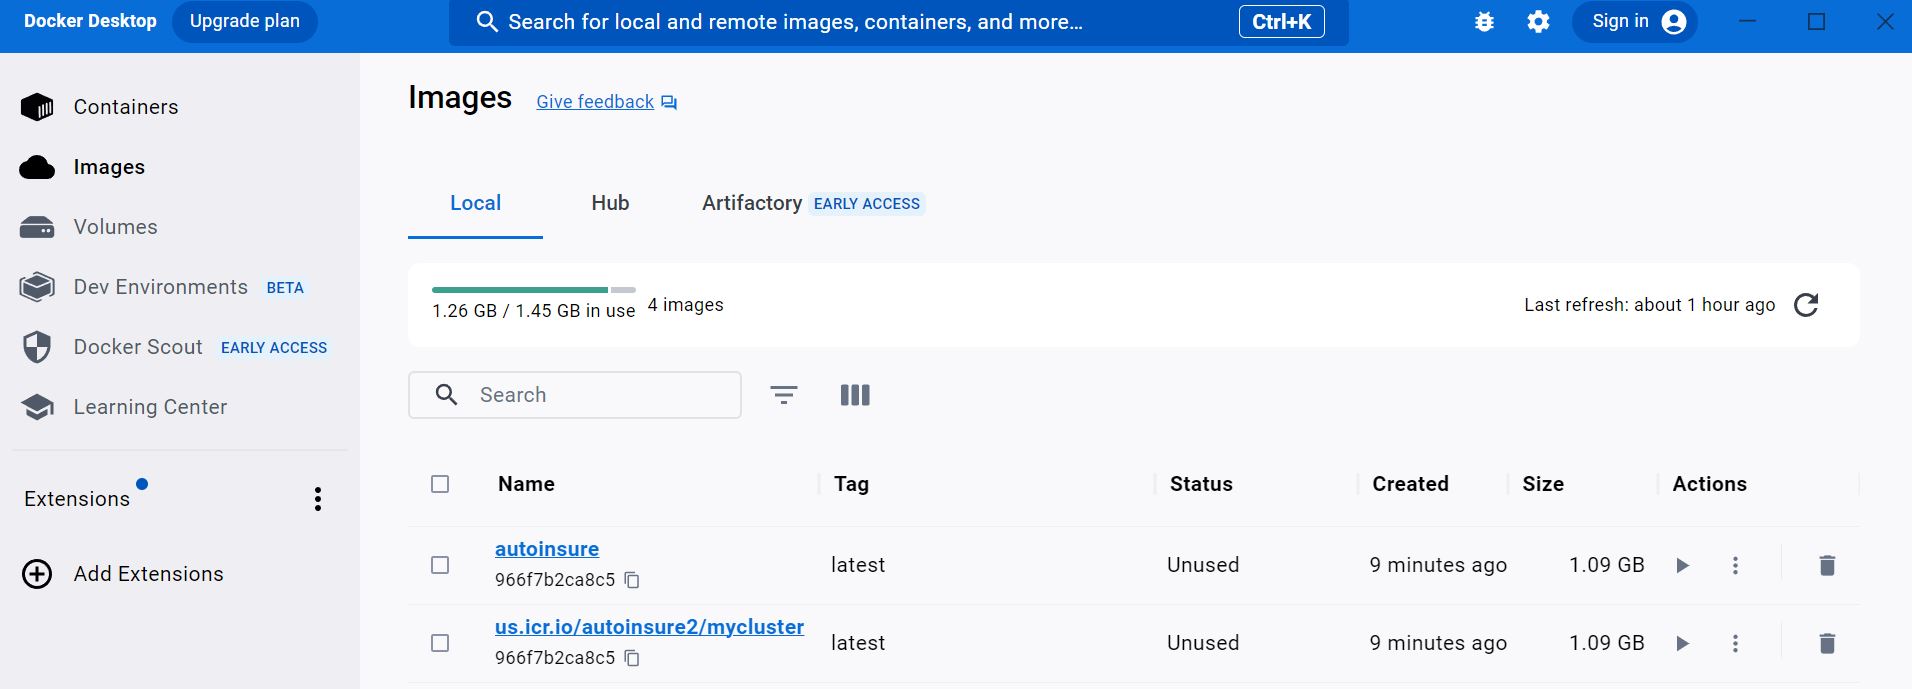 Docker Desktop Upgrade plan Search for local and remote images, containers, and more... Ctrl+K Sign in
Containers
Images
Volumes
Dev Environments BETA
Docker Scout EARLY ACCESS
Learning Center
Extensions
Add Extensions
Images Give feedback
Local Hub Artifactory EARLY ACCESS
1.26 GB / 1.45 GB in use 4 images Last refresh: about 1 hour ago
Search
Name Tag Status Created Size Actions
autoinsure
966f7b2ca8c5
latest Unused 9 minutes ago 1.09 GB
us.icr.io/autoinsure2/mycluster
966f7b2ca8c5
latest Unused 9 minutes ago 1.09 GB